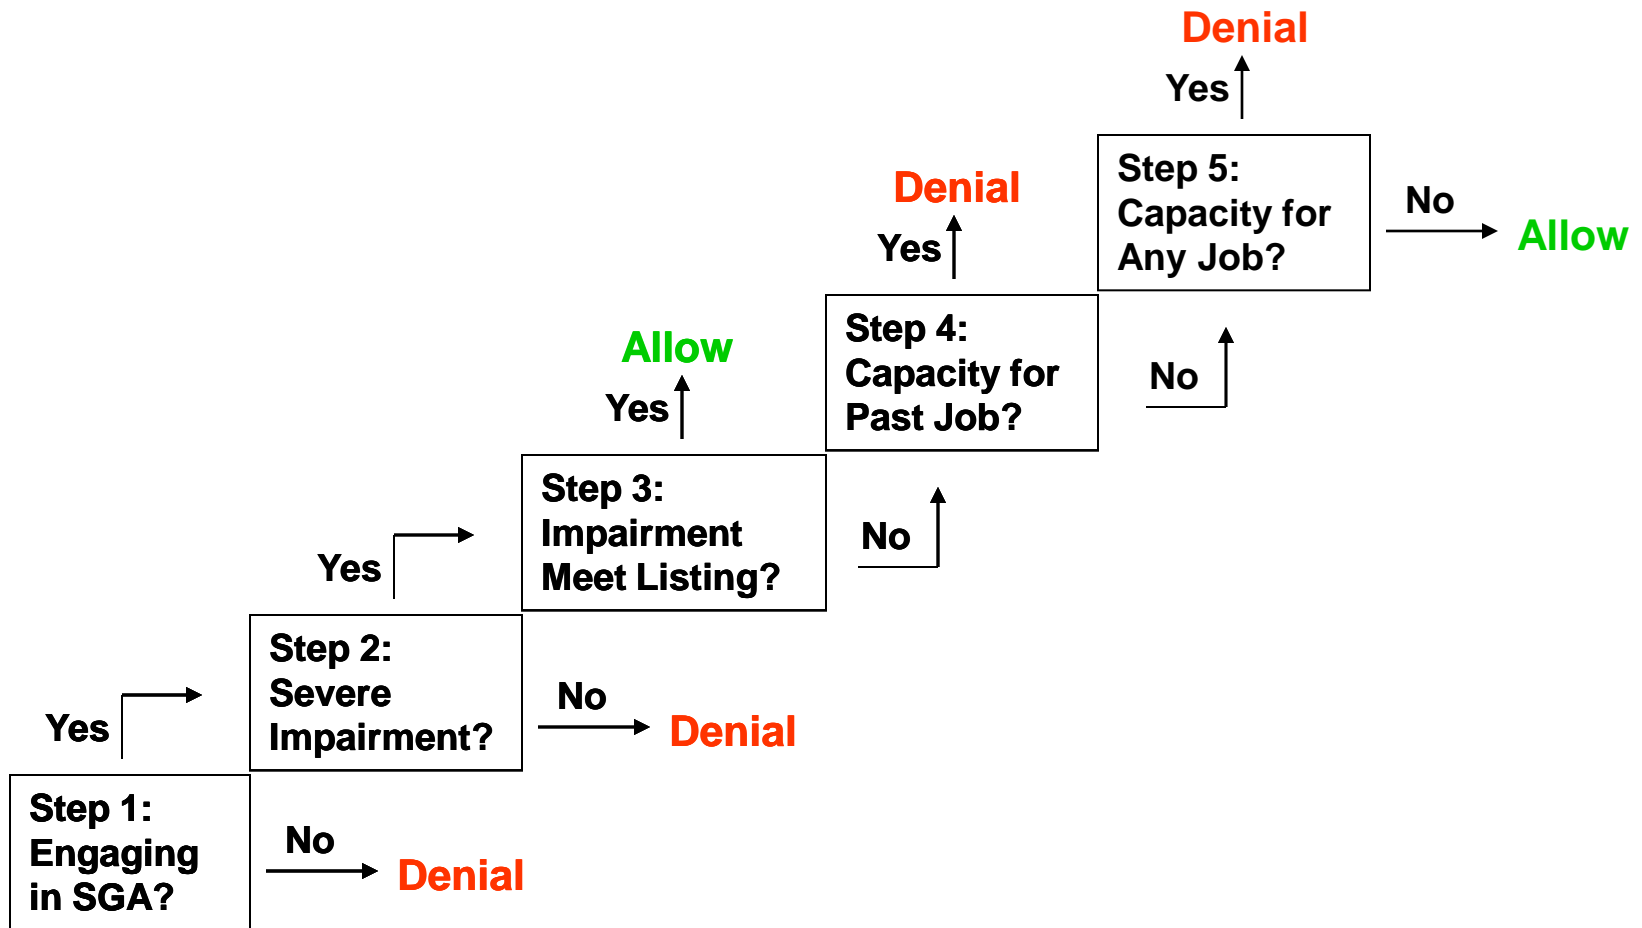 Denial
Yes
Step 5:
Capacity for
Any Job?
No
Allow
Denial
Yes
Step 4:
Capacity for
Past Job?
No
Allow
Yes
Step 3:
Impairment
Meet Listing?
No
Yes
Step 2:
Severe
Impairment?
No
Denial
Yes
Step 1:
Engaging
in SGA?
No
Denial